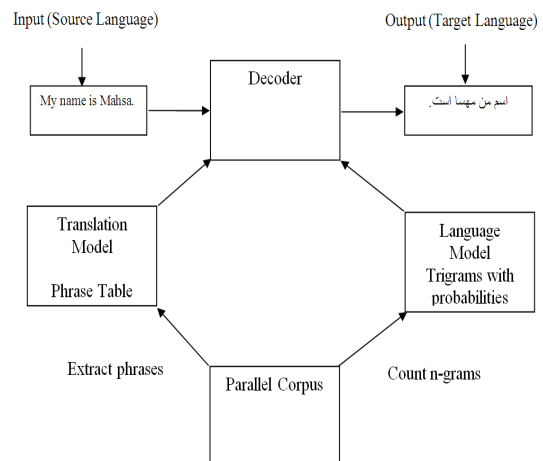 Input (Source Language)
Output (Target Language)
My name is Mahsa.
Decoder
اسم من مهسا است.
Translation
Model
Phrase Table
Language
Model
Trigrams with
probabilities
Extract phrases
Parallel Corpus
Count n-grams